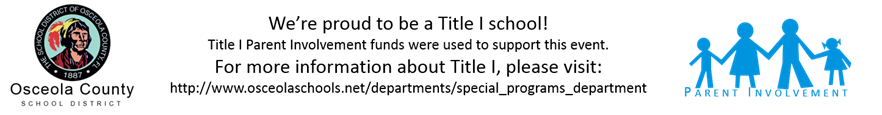 THE SCHOOL DISTRICT OF OSCEOLA COUNTY, FL
1887
Osceola County
SCHOOL DISTRICT
We're proud to be a Title I school!
Title I Parent Involvement funds were used to support this event.
For more information about Title I, please visit:
http://www.osceolaschools.net/departments/special_programs_department
PARENT INVOLVEMENT